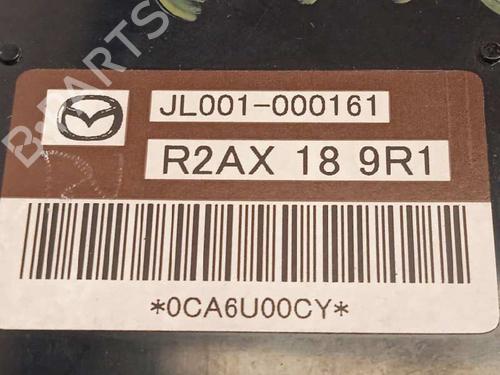 B-PARTS
JL001-000161
R2AX 18 9R1
*0CA6U00CY*